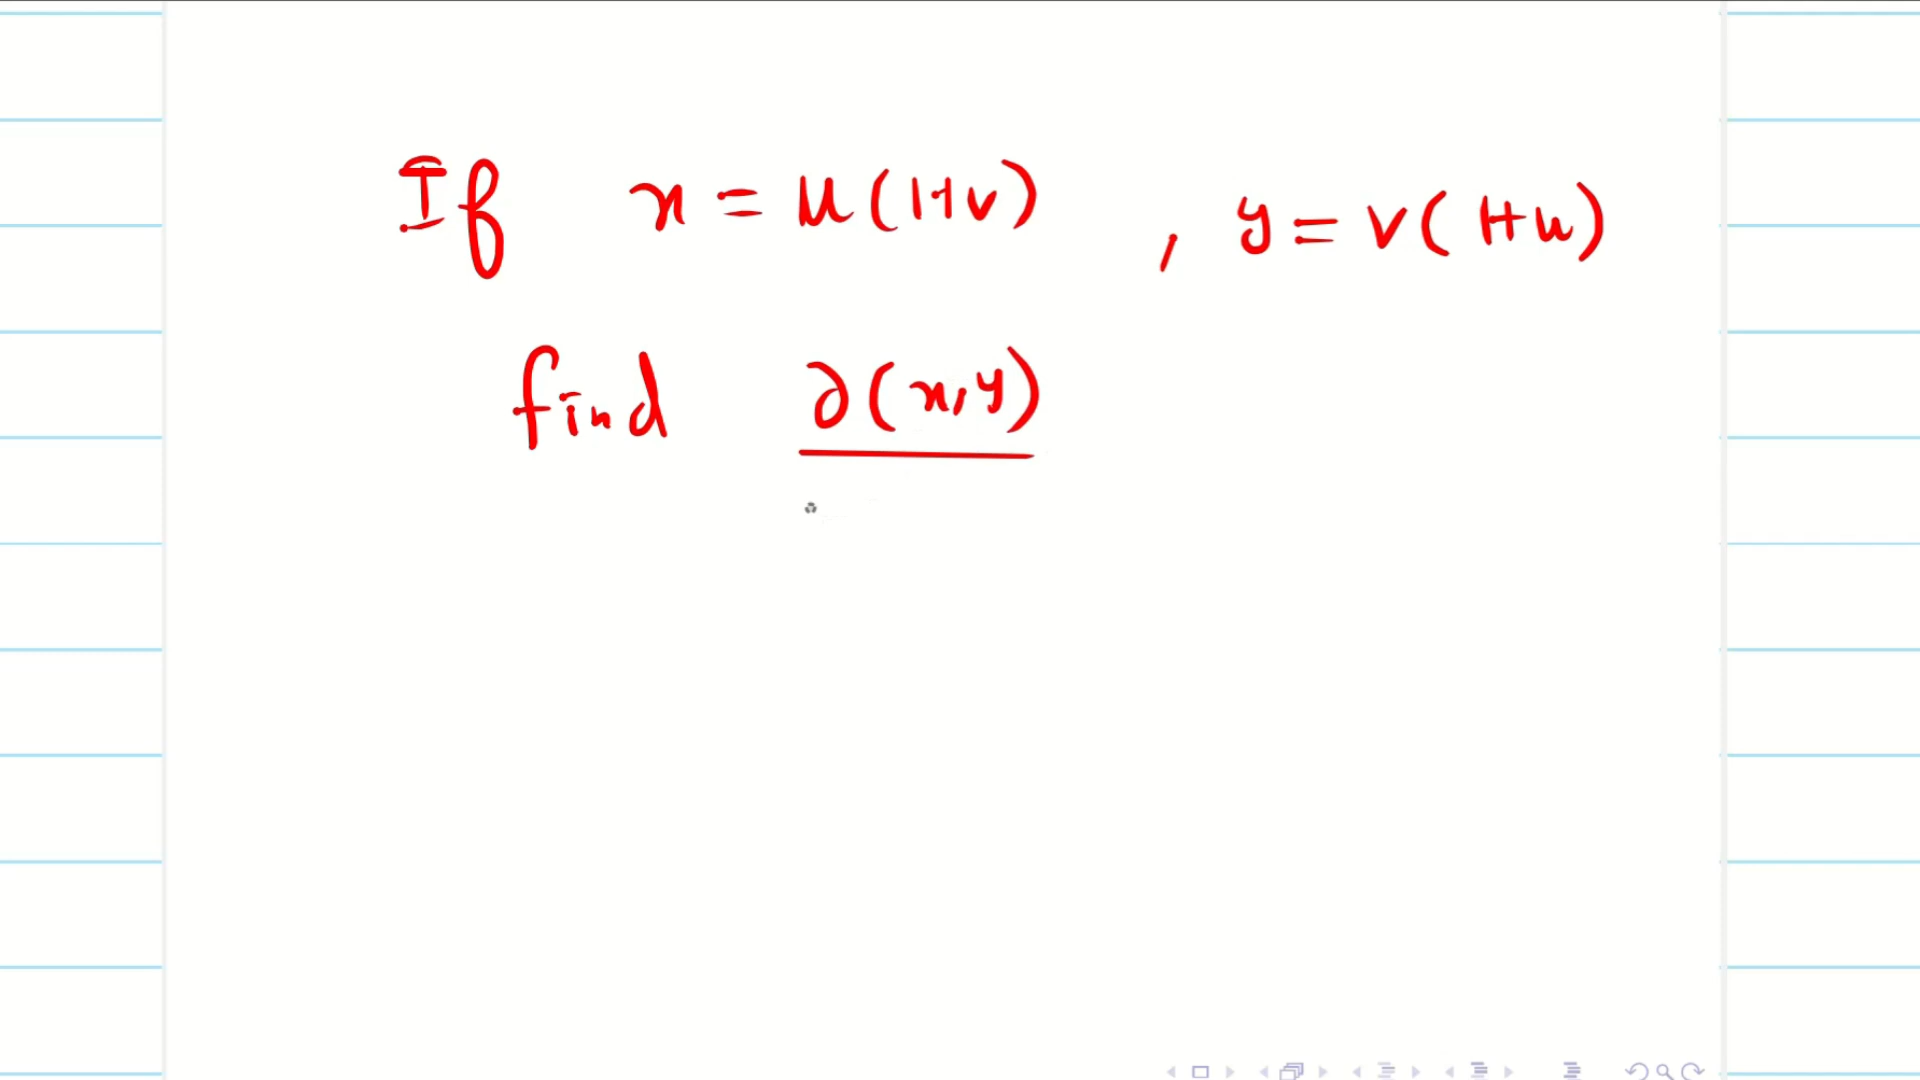 If x = u(1+v) , y = v(1+u)
find ∂(x,y)